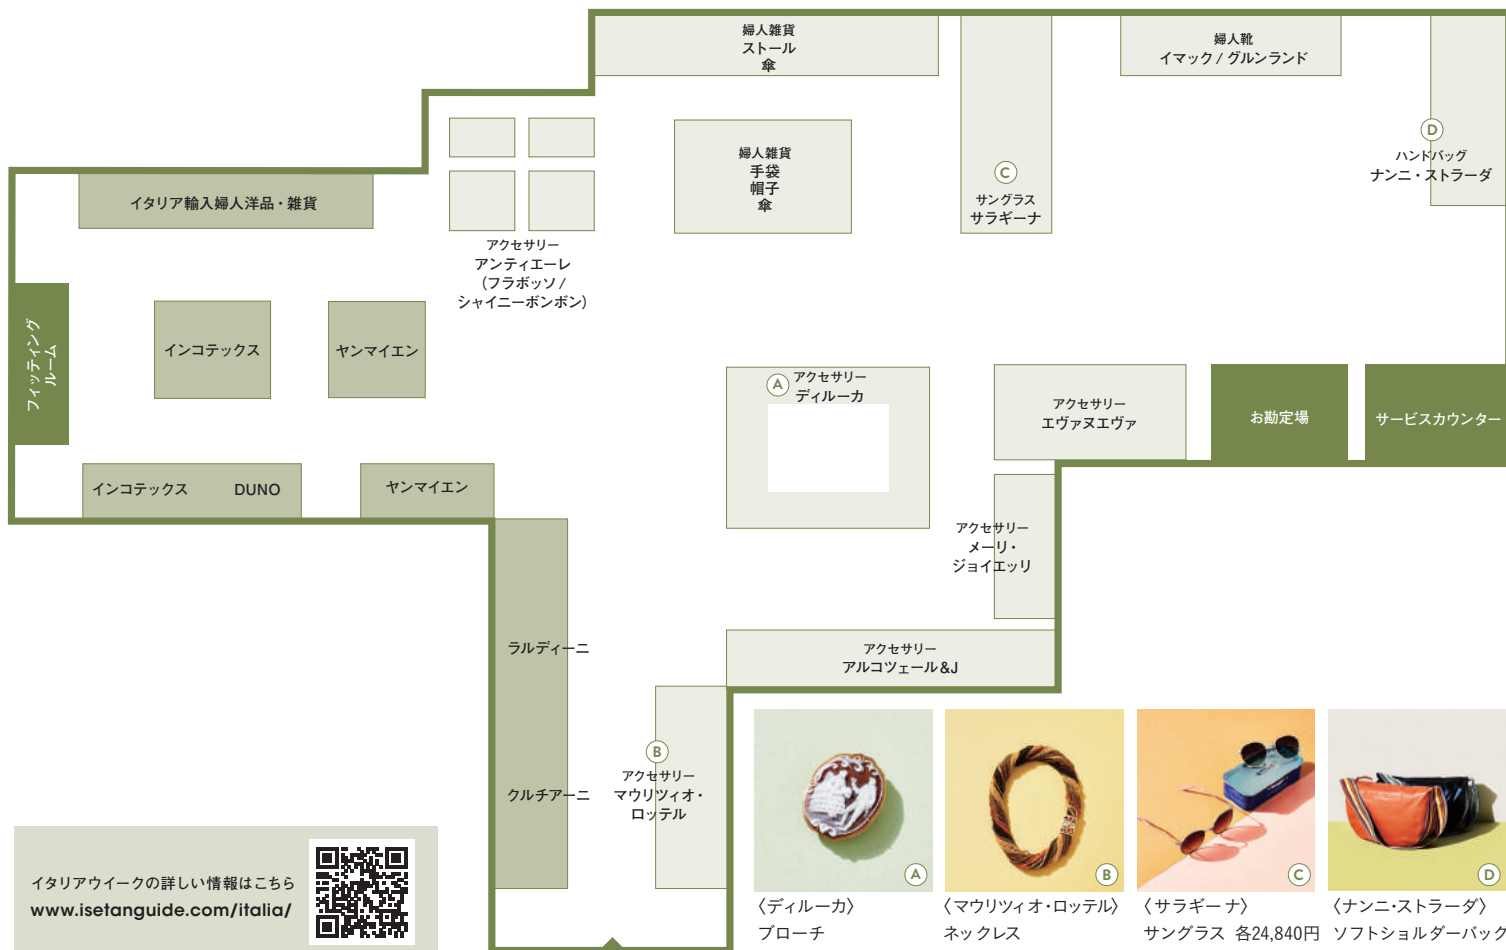 婦人雑貨
ストール
傘
婦人靴
イマック / グルンランド
D
ハンドバッグ
ナンニ・ストラーダ
婦人雑貨
手袋
帽子
傘
C
サングラス
サラギーナ
イタリア輸入婦人洋品・雑貨
アクセサリー
アンティエーレ
(フラボッソ /
シャイニーボンボン)
フィッティング
ルーム
インコテックス
ヤンマイエン
A
アクセサリー
ディルーカ
アクセサリー
エヴァヌエヴァ
お勘定場
サービスカウンター
インコテックス DUNO
ヤンマイエン
アクセサリー
メーリ・
ジョイエッリ
ラルディーニ
アクセサリー
アルコツェール&J
B
アクセサリー
マウリツィオ・
ロッテル
クルチアーニ
イタリアウイークの詳しい情報はこちら
www.isetanguide.com/italia/
A
〈ディルーカ〉
ブローチ
B
〈マウリツィオ・ロッテル〉
ネックレス
C
〈サラギーナ〉
サングラス 各24,840円
D
〈ナンニ・ストラーダ〉
ソフトショルダーバック